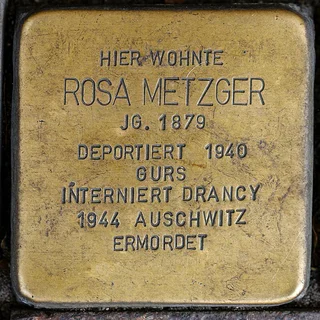 HIER WOHNTE
ROSA METZGER
JG. 1879
DEPORTIERT 1940
GURS
INTERNIERT DRANCY
1944 AUSCHWITZ
ERMORDET